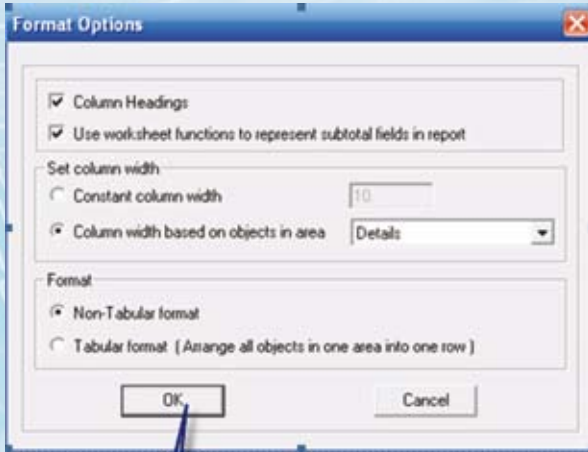 Format Options
Column Headings
Use worksheet functions to represent subtotal fields in report
Set column width
Constant column width 10
Column width based on objects in area Details
Format
Non-Tabular format
Tabular format ( Arrange all objects in one area into one row )
OK Cancel